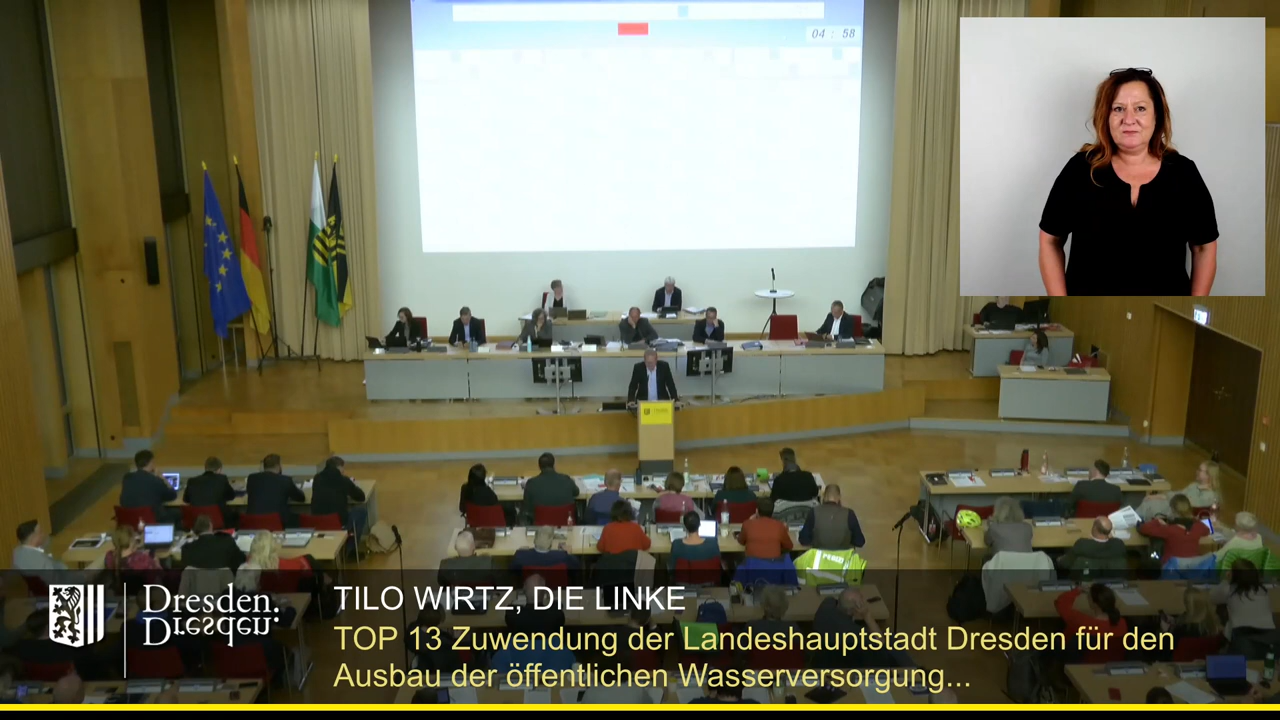 04 : 58
TILO WIRTZ, DIE LINKE
Dresden.
Dresden.
TOP 13 Zuwendung der Landeshauptstadt Dresden für den
Ausbau der öffentlichen Wasserversorgung...